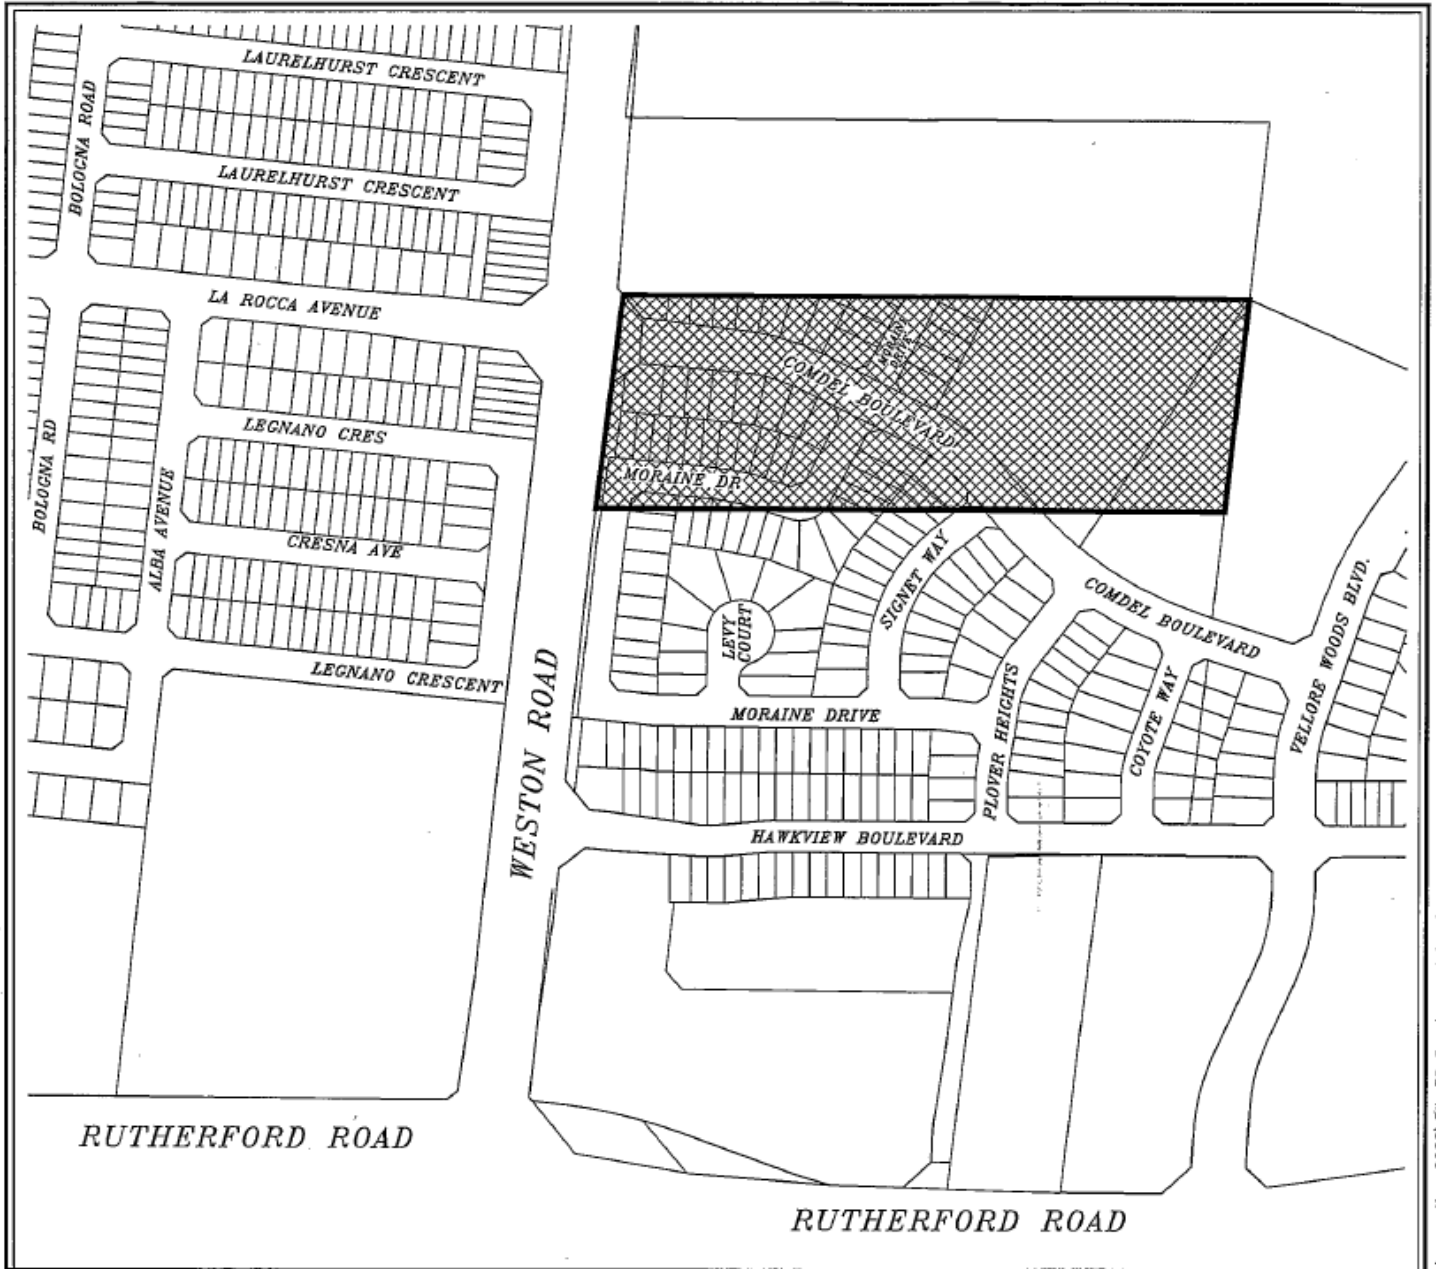 LAURELHURST CRESCENT
BOLOGNA ROAD
LAURELHURST CRESCENT
LA ROCCA AVENUE
MORAINE
DRIVE
COMDEL BOULEVARD
LEGNANO CRES
BOLOGNA RD
ALBA AVENUE
MORAINE DR
CRESNA AVE
SIGNET WAY
COMDEL BOULEVARD
LEVY
COURT
VELLORE WOODS BLVD.
LEGNANO CRESCENT
WESTON ROAD
MORAINE DRIVE
PLOVER HEIGHTS
COYOTE WAY
HAWKVIEW BOULEVARD
RUTHERFORD ROAD
RUTHERFORD ROAD